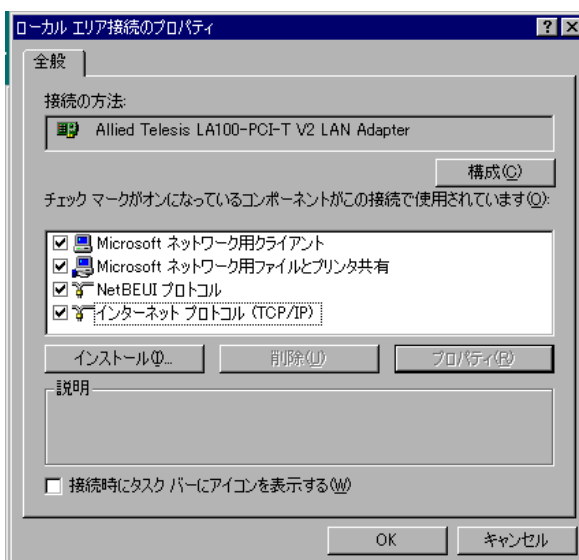 ローカル エリア接続のプロパティ
全般
接続の方法:
Allied Telesis LA100-PCI-T V2 LAN Adapter
構成(C)
チェック マークがオンになっているコンポーネントがこの接続で使用されています(O):
Microsoft ネットワーク用クライアント
Microsoft ネットワーク用ファイルとプリンタ共有
NetBEUI プロトコル
インターネット プロトコル (TCP/IP)
インストール(I)... 削除(U) プロパティ(R)
説明
接続時にタスク バーにアイコンを表示する(W)
OK キャンセル